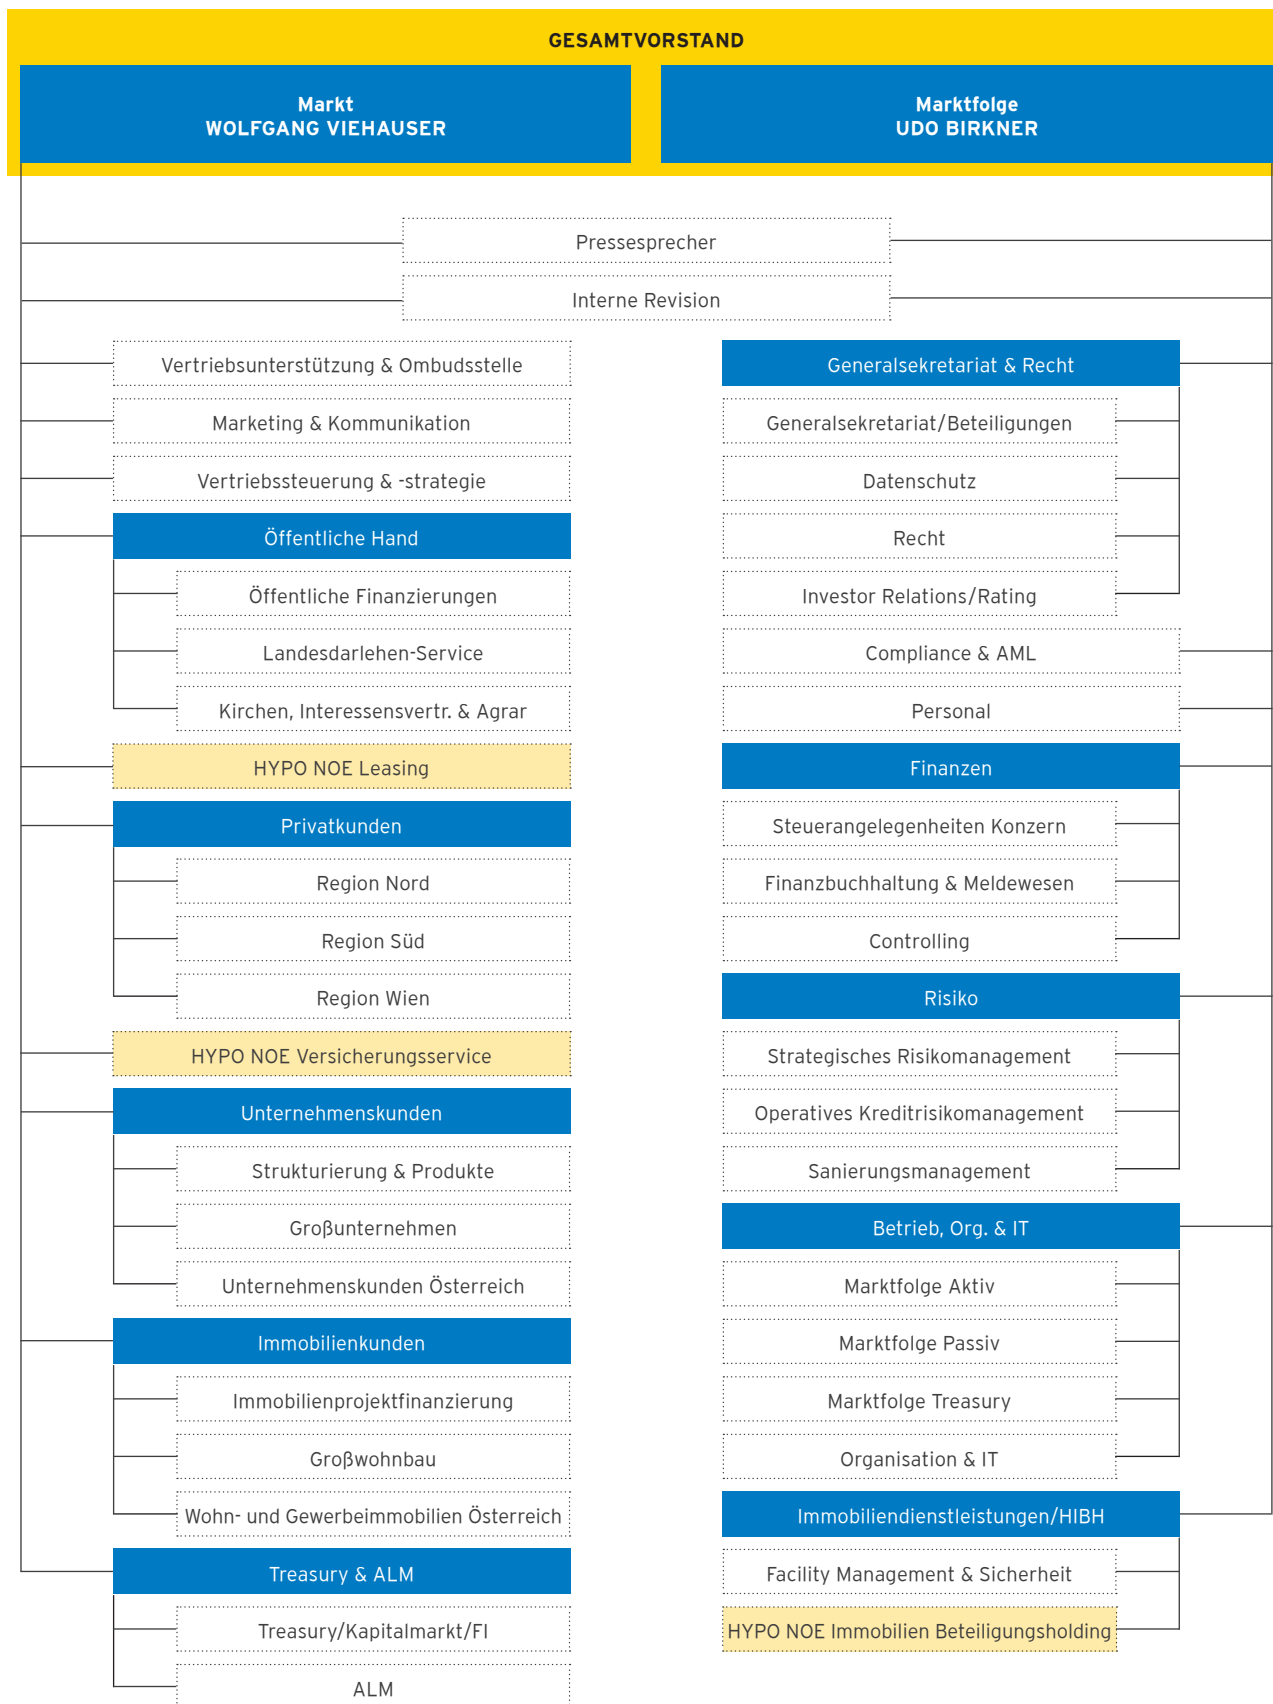 GESAMTVORSTAND
Markt
WOLFGANG VIEHAUSER
Marktfolge
UDO BIRKNER
Pressesprecher
Interne Revision
Vertriebsunterstützung & Ombudsstelle
Marketing & Kommunikation
Vertriebssteuerung & -strategie
Öffentliche Hand
Öffentliche Finanzierungen
Landesdarlehen-Service
Kirchen, Interessensvertr. & Agrar
HYPO NOE Leasing
Privatkunden
Region Nord
Region Süd
Region Wien
HYPO NOE Versicherungsservice
Unternehmenskunden
Strukturierung & Produkte
Großunternehmen
Unternehmenskunden Österreich
Immobilienkunden
Immobilienprojektfinanzierung
Großwohnbau
Wohn- und Gewerbeimmobilien Österreich
Treasury & ALM
Treasury/Kapitalmarkt/FI
ALM
Generalsekretariat & Recht
Generalsekretariat/Beteiligungen
Datenschutz
Recht
Investor Relations/Rating
Compliance & AML
Personal
Finanzen
Steuerangelegenheiten Konzern
Finanzbuchhaltung & Meldewesen
Controlling
Risiko
Strategisches Risikomanagement
Operatives Kreditrisikomanagement
Sanierungsmanagement
Betrieb, Org. & IT
Marktfolge Aktiv
Marktfolge Passiv
Marktfolge Treasury
Organisation & IT
Immobiliendienstleistungen/HIBH
Facility Management & Sicherheit
HYPO NOE Immobilien Beteiligungsholding